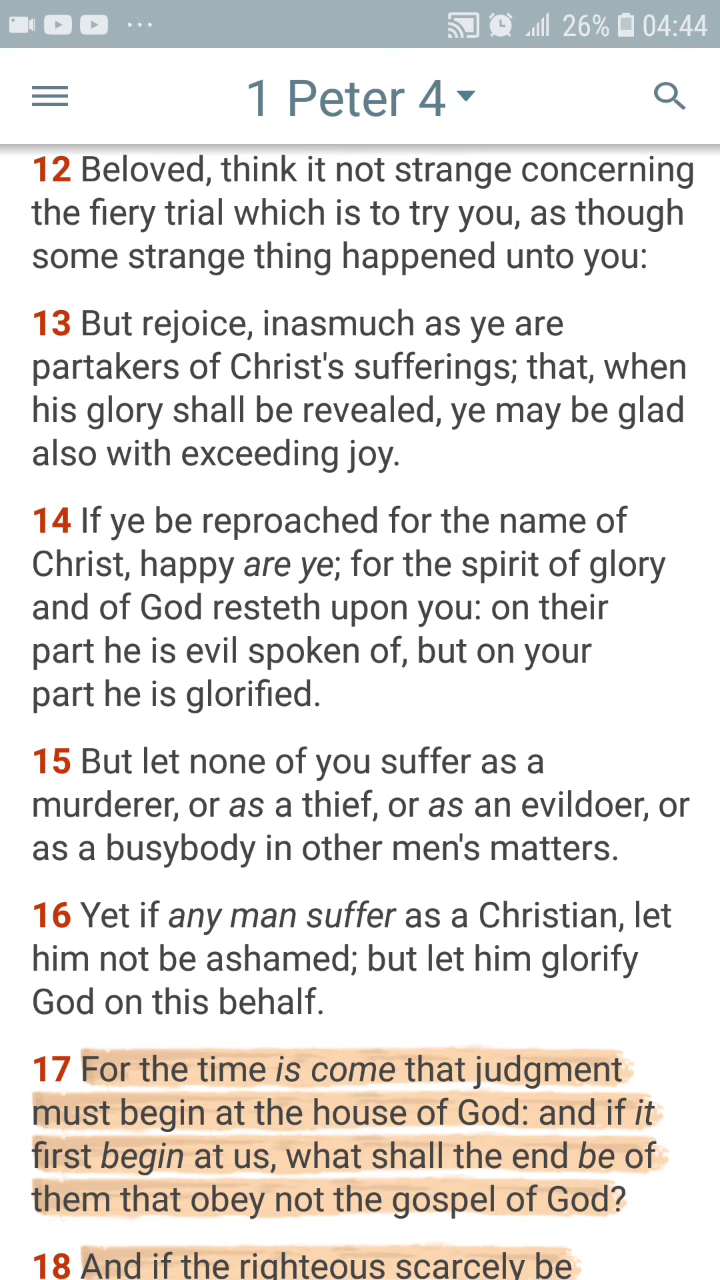 26% 04:44
1 Peter 4
12 Beloved, think it not strange concerning
the fiery trial which is to try you, as though
some strange thing happened unto you:
13 But rejoice, inasmuch as ye are
partakers of Christ's sufferings; that, when
his glory shall be revealed, ye may be glad
also with exceeding joy.
14 If ye be reproached for the name of
Christ, happy are ye; for the spirit of glory
and of God resteth upon you: on their
part he is evil spoken of, but on your
part he is glorified.
15 But let none of you suffer as a
murderer, or as a thief, or as an evildoer, or
as a busybody in other men's matters.
16 Yet if any man suffer as a Christian, let
him not be ashamed; but let him glorify
God on this behalf.
17 For the time is come that judgment
must begin at the house of God: and if it
first begin at us, what shall the end be of
them that obey not the gospel of God?
18 And if the righteous scarcely be